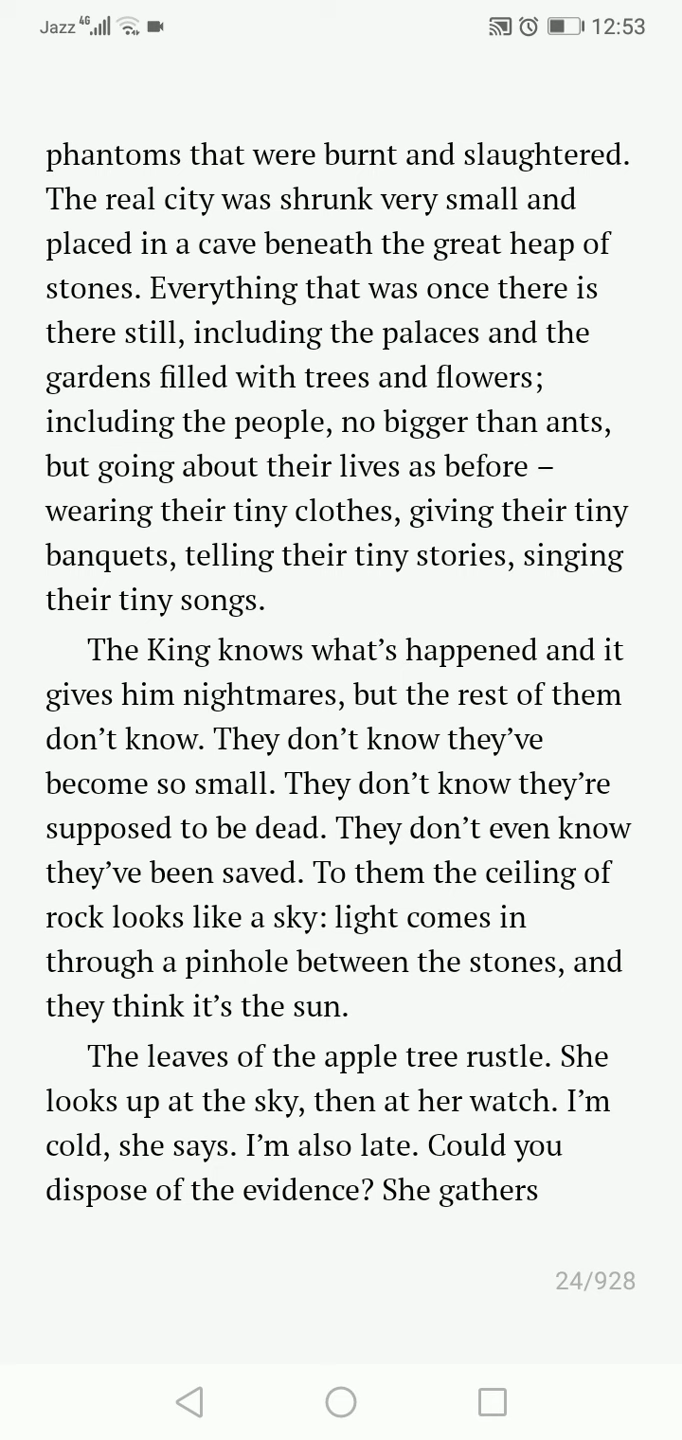 Jazz 4G 12:53
phantoms that were burnt and slaughtered.
The real city was shrunk very small and
placed in a cave beneath the great heap of
stones. Everything that was once there is
there still, including the palaces and the
gardens filled with trees and flowers;
including the people, no bigger than ants,
but going about their lives as before –
wearing their tiny clothes, giving their tiny
banquets, telling their tiny stories, singing
their tiny songs.
The King knows what’s happened and it
gives him nightmares, but the rest of them
don’t know. They don’t know they’ve
become so small. They don’t know they’re
supposed to be dead. They don’t even know
they’ve been saved. To them the ceiling of
rock looks like a sky: light comes in
through a pinhole between the stones, and
they think it’s the sun.
The leaves of the apple tree rustle. She
looks up at the sky, then at her watch. I’m
cold, she says. I’m also late. Could you
dispose of the evidence? She gathers
24/928